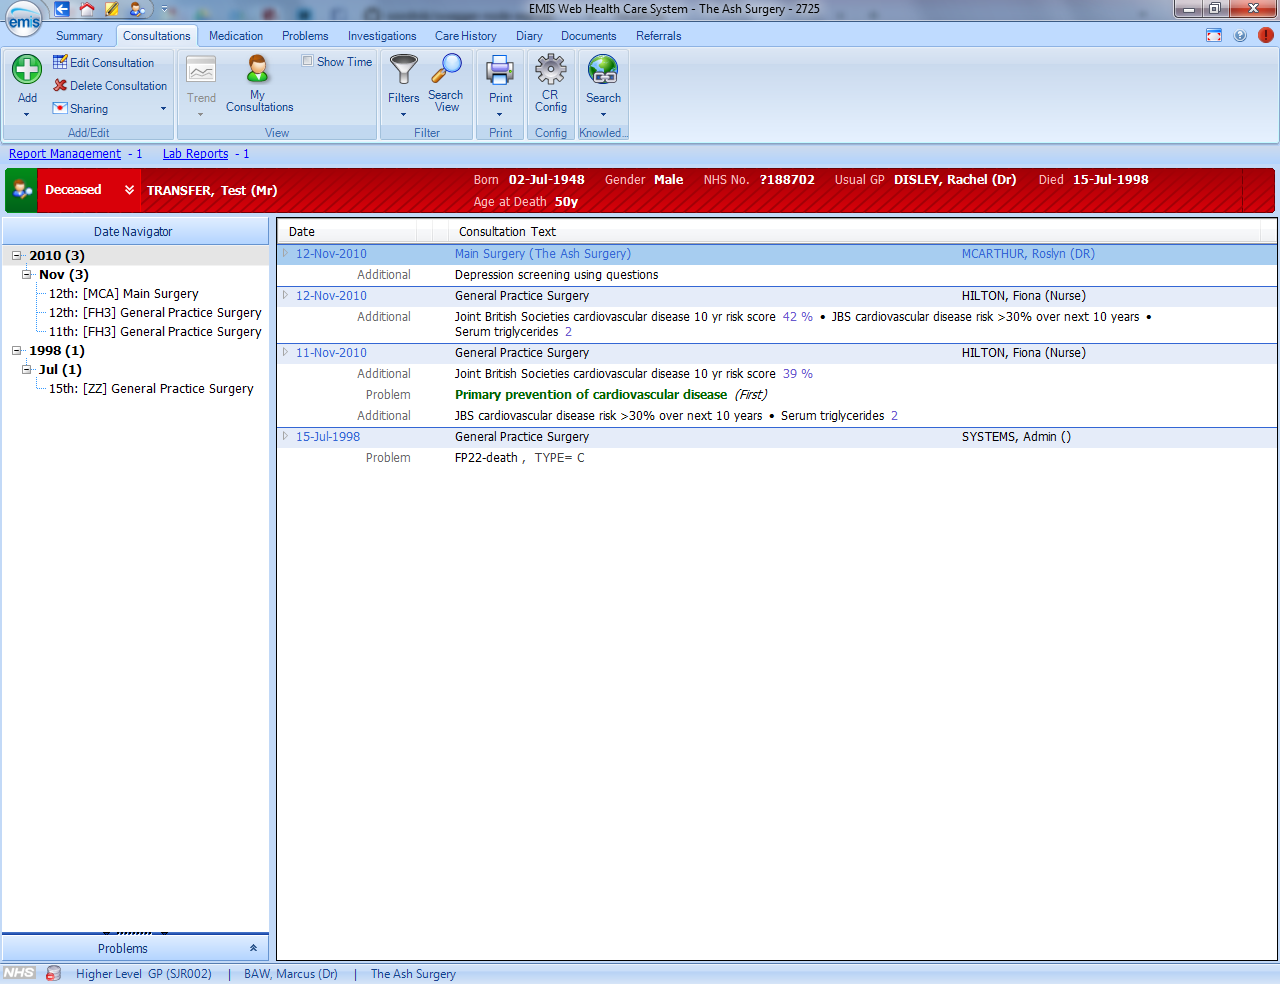 EMIS Web Health Care System - The Ash Surgery - 2725
emis
Summary Consultations Medication Problems Investigations Care History Diary Documents Referrals
Add
Edit Consultation
Delete Consultation
Sharing
Add/Edit
Trend
My Consultations
Show Time
View
Filters
Search View
Filter
Print
Print
CR Config
Config
Search
Knowled...
Report Management - 1 Lab Reports - 1
Deceased TRANSFER, Test (Mr) Born 02-Jul-1948 Gender Male NHS No. ?188702 Usual GP DISLEY, Rachel (Dr) Died 15-Jul-1998
Age at Death 50y
Date Navigator
2010 (3)
Nov (3)
12th: [MCA] Main Surgery
12th: [FH3] General Practice Surgery
11th: [FH3] General Practice Surgery
1998 (1)
Jul (1)
15th: [ZZ] General Practice Surgery
Problems
Date Consultation Text
12-Nov-2010 Main Surgery (The Ash Surgery) MCARTHUR, Roslyn (DR)
Additional Depression screening using questions
12-Nov-2010 General Practice Surgery HILTON, Fiona (Nurse)
Additional Joint British Societies cardiovascular disease 10 yr risk score 42 % • JBS cardiovascular disease risk >30% over next 10 years •
Serum triglycerides 2
11-Nov-2010 General Practice Surgery HILTON, Fiona (Nurse)
Additional Joint British Societies cardiovascular disease 10 yr risk score 39 %
Problem Primary prevention of cardiovascular disease (First)
Additional JBS cardiovascular disease risk >30% over next 10 years • Serum triglycerides 2
15-Jul-1998 General Practice Surgery SYSTEMS, Admin ()
Problem FP22-death , TYPE= C
NHS Higher Level GP (SJR002) | BAW, Marcus (Dr) | The Ash Surgery